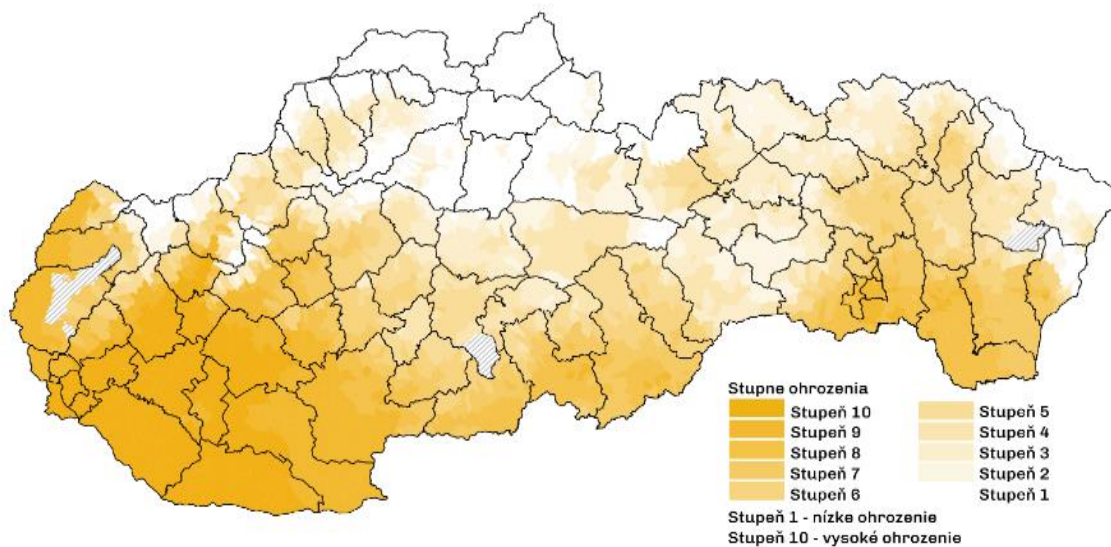 Stupne ohrozenia
Stupeň 10
Stupeň 9
Stupeň 8
Stupeň 7
Stupeň 6
Stupeň 5
Stupeň 4
Stupeň 3
Stupeň 2
Stupeň 1
Stupeň 1 - nízke ohrozenie
Stupeň 10 - vysoké ohrozenie